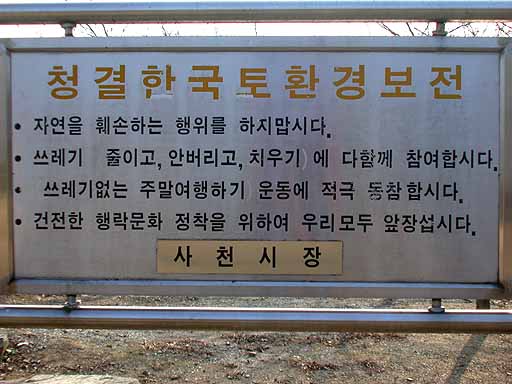 청결한국토환경보전
• 자연을 훼손하는 행위를 하지맙시다.
• 쓰레기 줄이고, 안버리고, 치우기)에 다함께 참여합시다.
• 쓰레기없는 주말여행하기 운동에 적극 동참합시다.
• 건전한 행락문화 정착을 위하여 우리모두 앞장섭시다.
사천시장